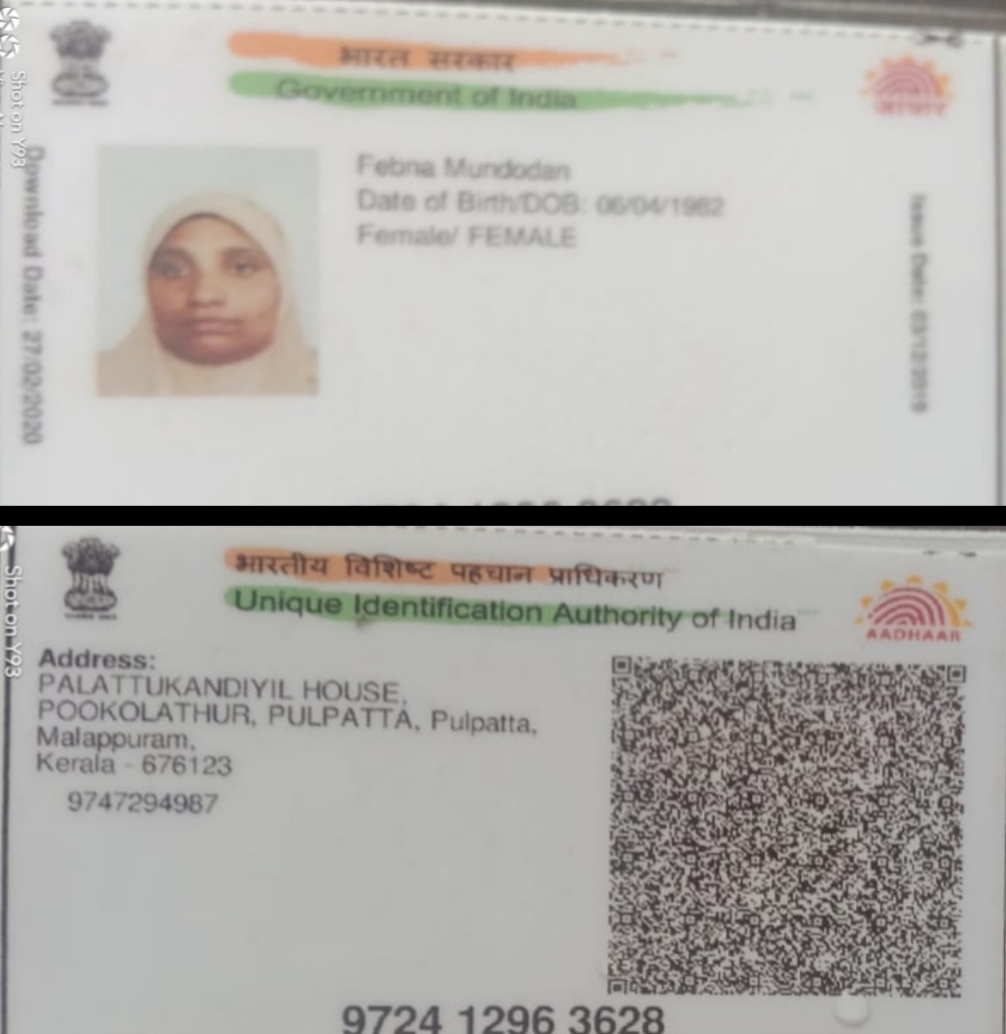 Shot on Y93
Download Date: 27/02/2020
भारत सरकार
Government of India
आधार
Febna Mundodan
Date of Birth/DOB: 06/04/1982
Female/ FEMALE
Issue Date: 03/12/2019
Shot on Y93
भारतीय विशिष्ट पहचान प्राधिकरण
Unique Identification Authority of India
AADHAAR
Address:
PALATTUKANDIYIL HOUSE,
POOKOLATHUR, PULPATTA, Pulpatta,
Malappuram,
Kerala - 676123
9747294987
9724 1296 3628